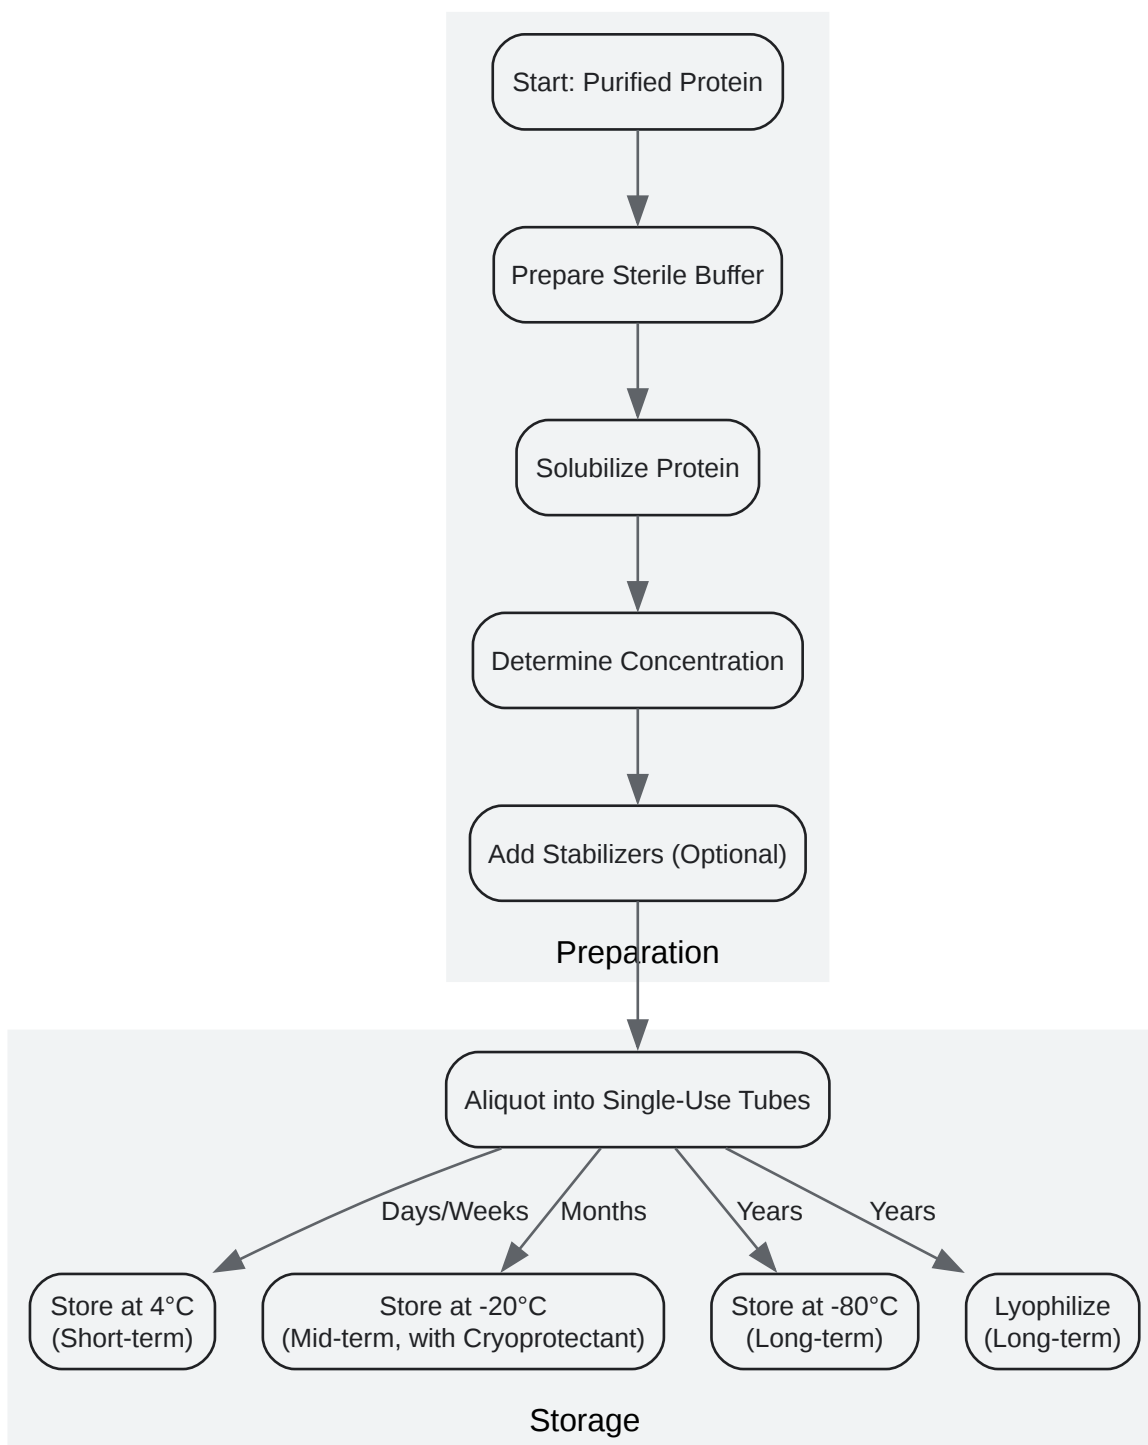 Start: Purified Protein
Prepare Sterile Buffer
Solubilize Protein
Determine Concentration
Add Stabilizers (Optional)
Preparation
Aliquot into Single-Use Tubes
Days/Weeks
Months
Years
Years
Store at 4°C
(Short-term)
Store at -20°C
(Mid-term, with Cryoprotectant)
Store at -80°C
(Long-term)
Lyophilize
(Long-term)
Storage